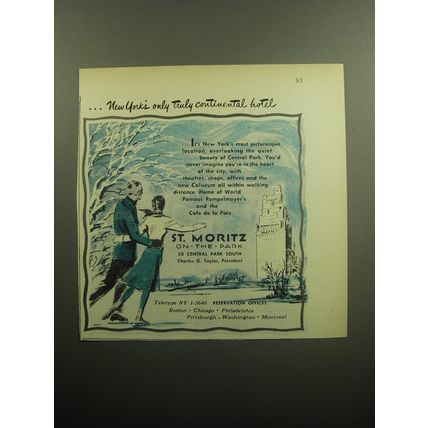 83
... New York's only truly continental hotel
It's New York's most picturesque
location, overlooking the quiet
beauty of Central Park. You'd
never imagine you're in the heart
of the city, with
theatres, shops, offices and the
new Coliseum all within walking
distance. Home of World
Famous Rumpelmayer's
and the
Cafe de la Paix.
ST. MORITZ
ON-THE-PARK
50 CENTRAL PARK SOUTH
Charles G. Taylor, President
Teletype NY 1-3646 RESERVATION OFFICES
Boston • Chicago • Philadelphia
Pittsburgh • Washington • Montreal